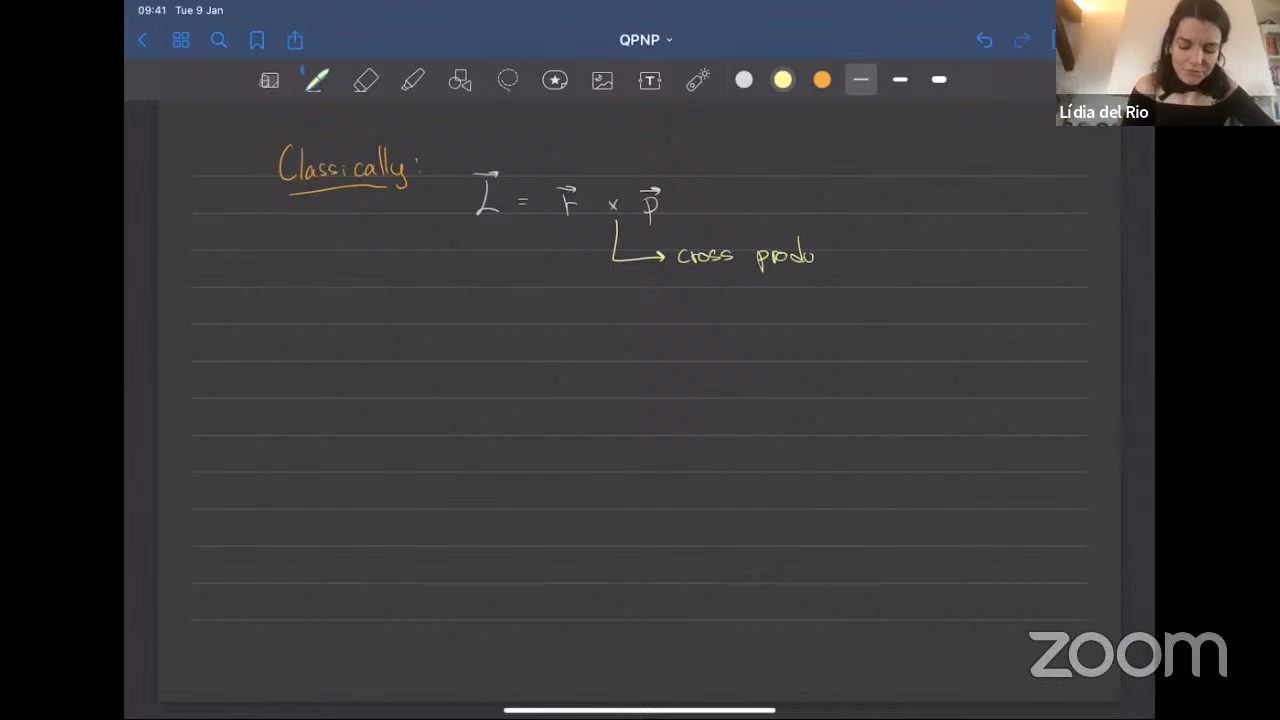 09:41 Tue 9 Jan
QPNP
T
Lídia del Rio
Classically:
L⃗ = r⃗ × p⃗
cross produ
zoom